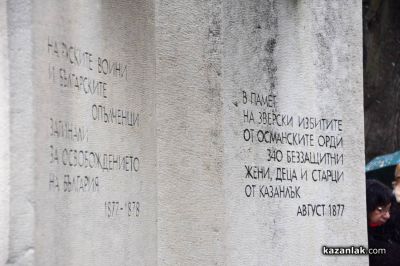 НА РУСКИТЕ ВОИНИ
И БЪЛГАРСКИТЕ
ОПЪЛЧЕНЦИ
ЗАГИНАЛИ
ЗА ОСВОБОЖДЕНИЕТО
НА БЪЛГАРИЯ
1877-1878
В ПАМЕТ
НА ЗВЕРСКИ ИЗБИТИТЕ
ОТ ОСМАНСКИТЕ ОРДИ
340 БЕЗЗАЩИТНИ
ЖЕНИ, ДЕЦА И СТАРЦИ
ОТ КАЗАНЛЪК
АВГУСТ 1877
kazanlak.com